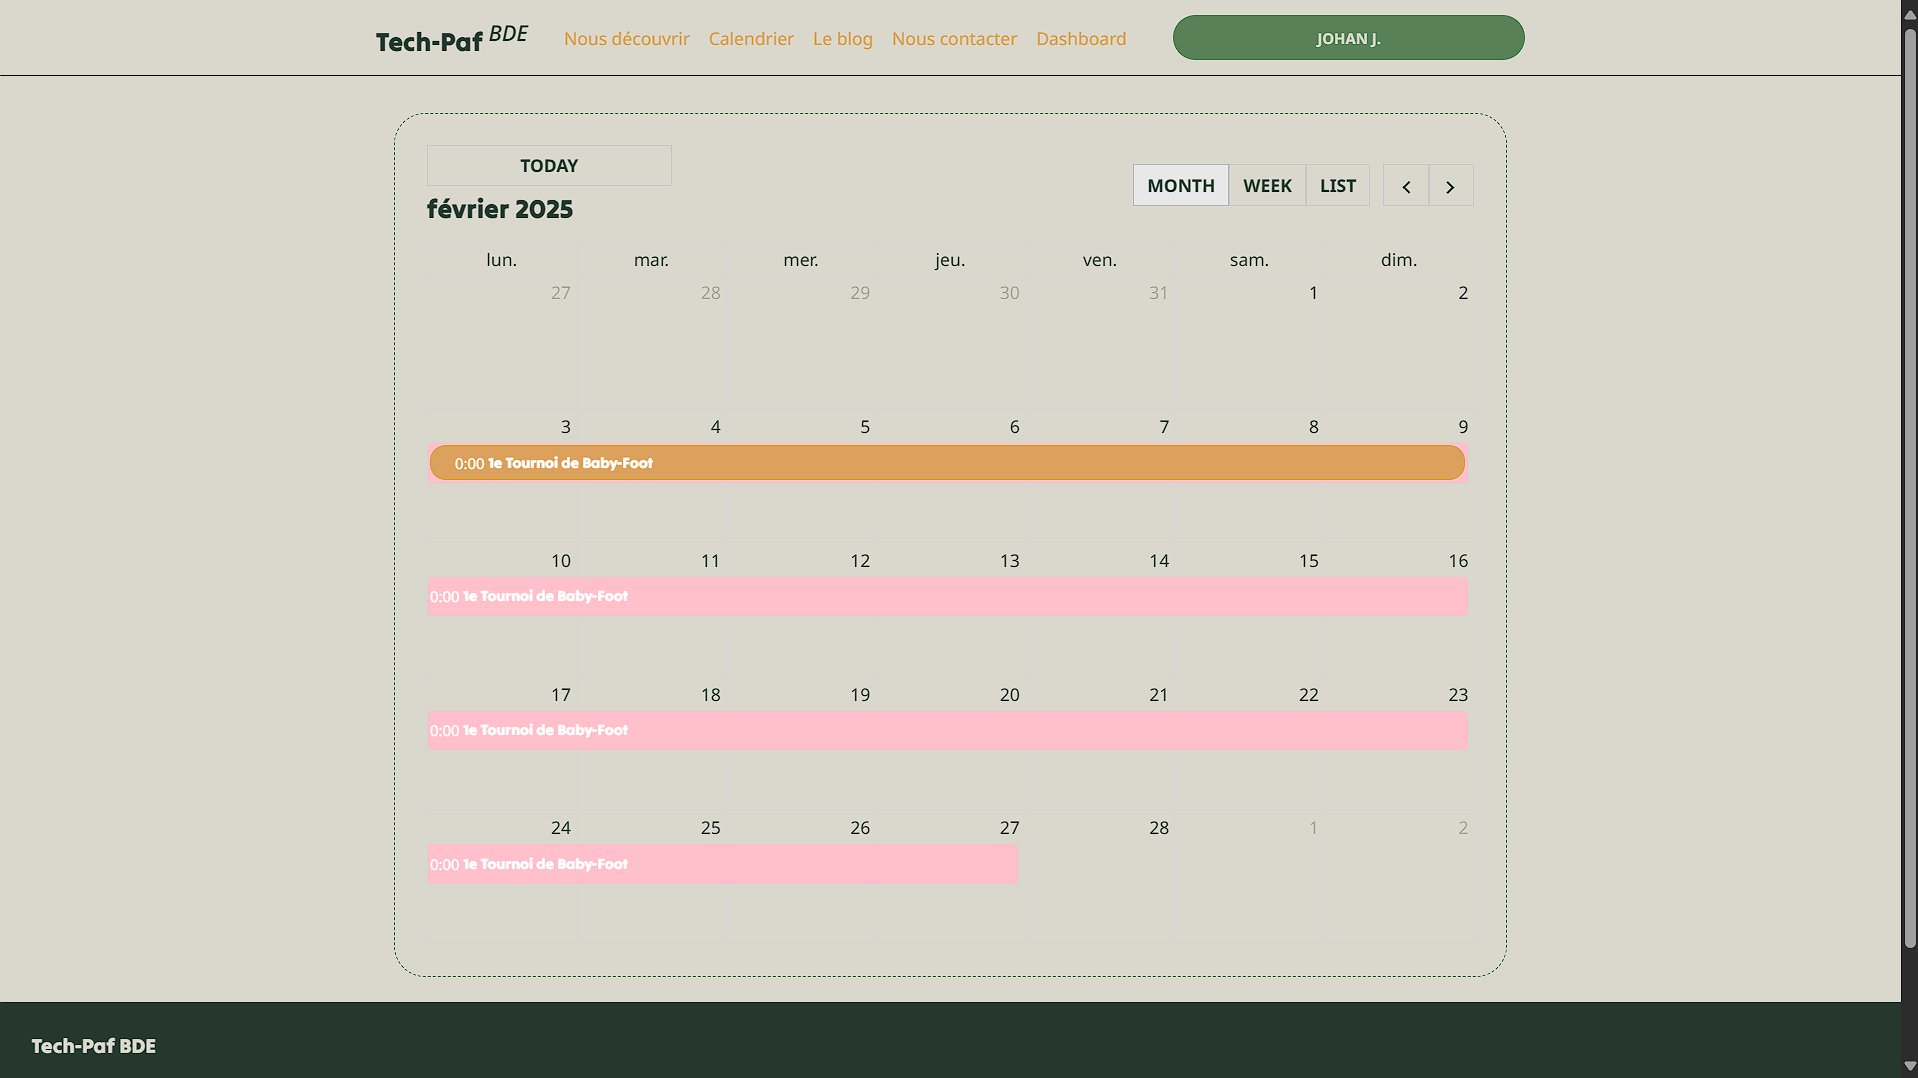 Tech-Paf BDE Nous découvrir Calendrier Le blog Nous contacter Dashboard JOHAN J.
TODAY
MONTH WEEK LIST
février 2025
lun. mar. mer. jeu. ven. sam. dim.
27 28 29 30 31 1 2
3 4 5 6 7 8 9
0:00 1e Tournoi de Baby-Foot
10 11 12 13 14 15 16
0:00 1e Tournoi de Baby-Foot
17 18 19 20 21 22 23
0:00 1e Tournoi de Baby-Foot
24 25 26 27 28 1 2
0:00 1e Tournoi de Baby-Foot
Tech-Paf BDE